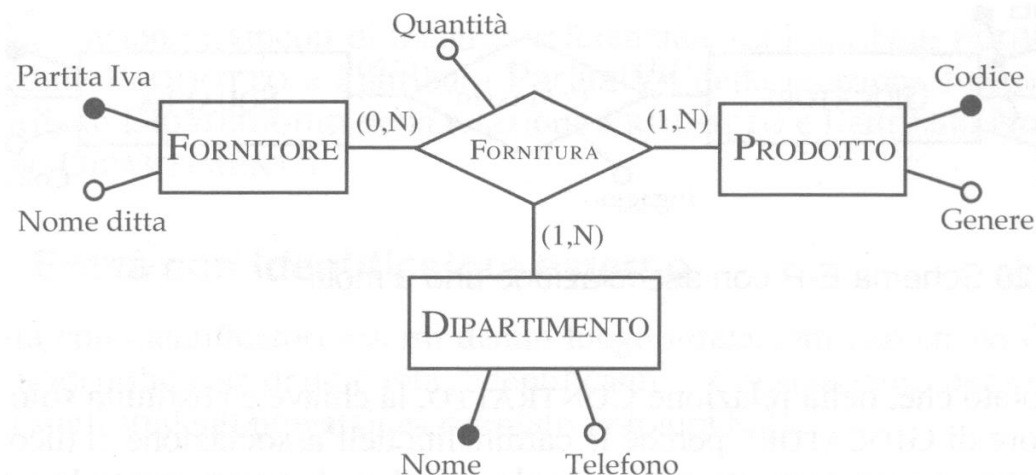 Quantità
Partita Iva
Codice
(0,N)
(1,N)
FORNITORE
FORNITURA
PRODOTTO
Nome ditta
Genere
(1,N)
DIPARTIMENTO
Nome
Telefono